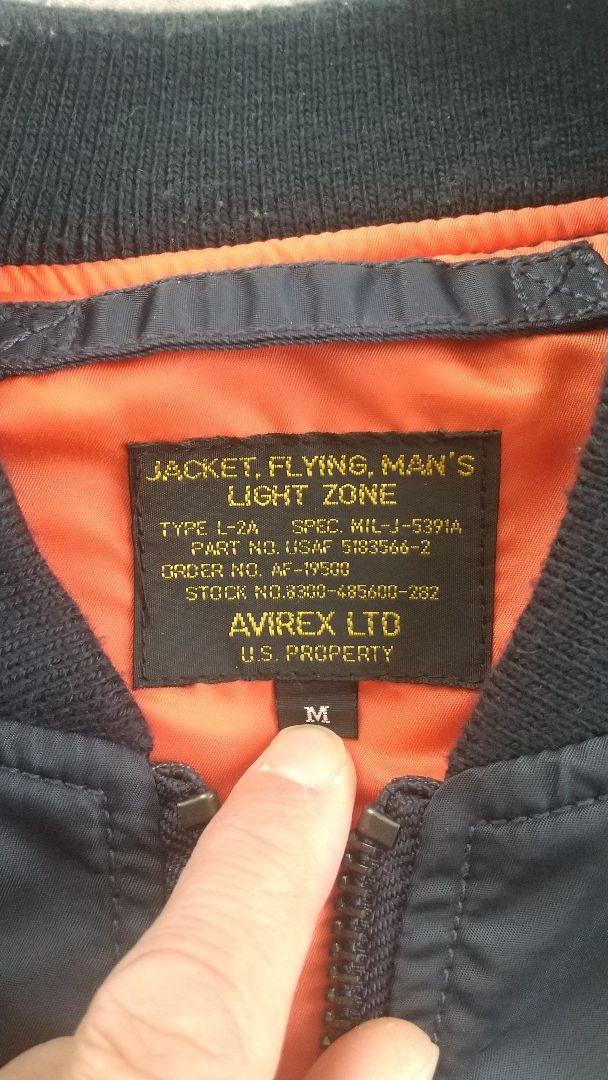 JACKET, FLYING, MAN'S
LIGHT ZONE
TYPE L-2A SPEC. MIL-J-5391A
PART NO. USAF 5183566-2
ORDER NO. AF-19500
STOCK NO.8300-485600-282
AVIREX LTD
U.S. PROPERTY
M